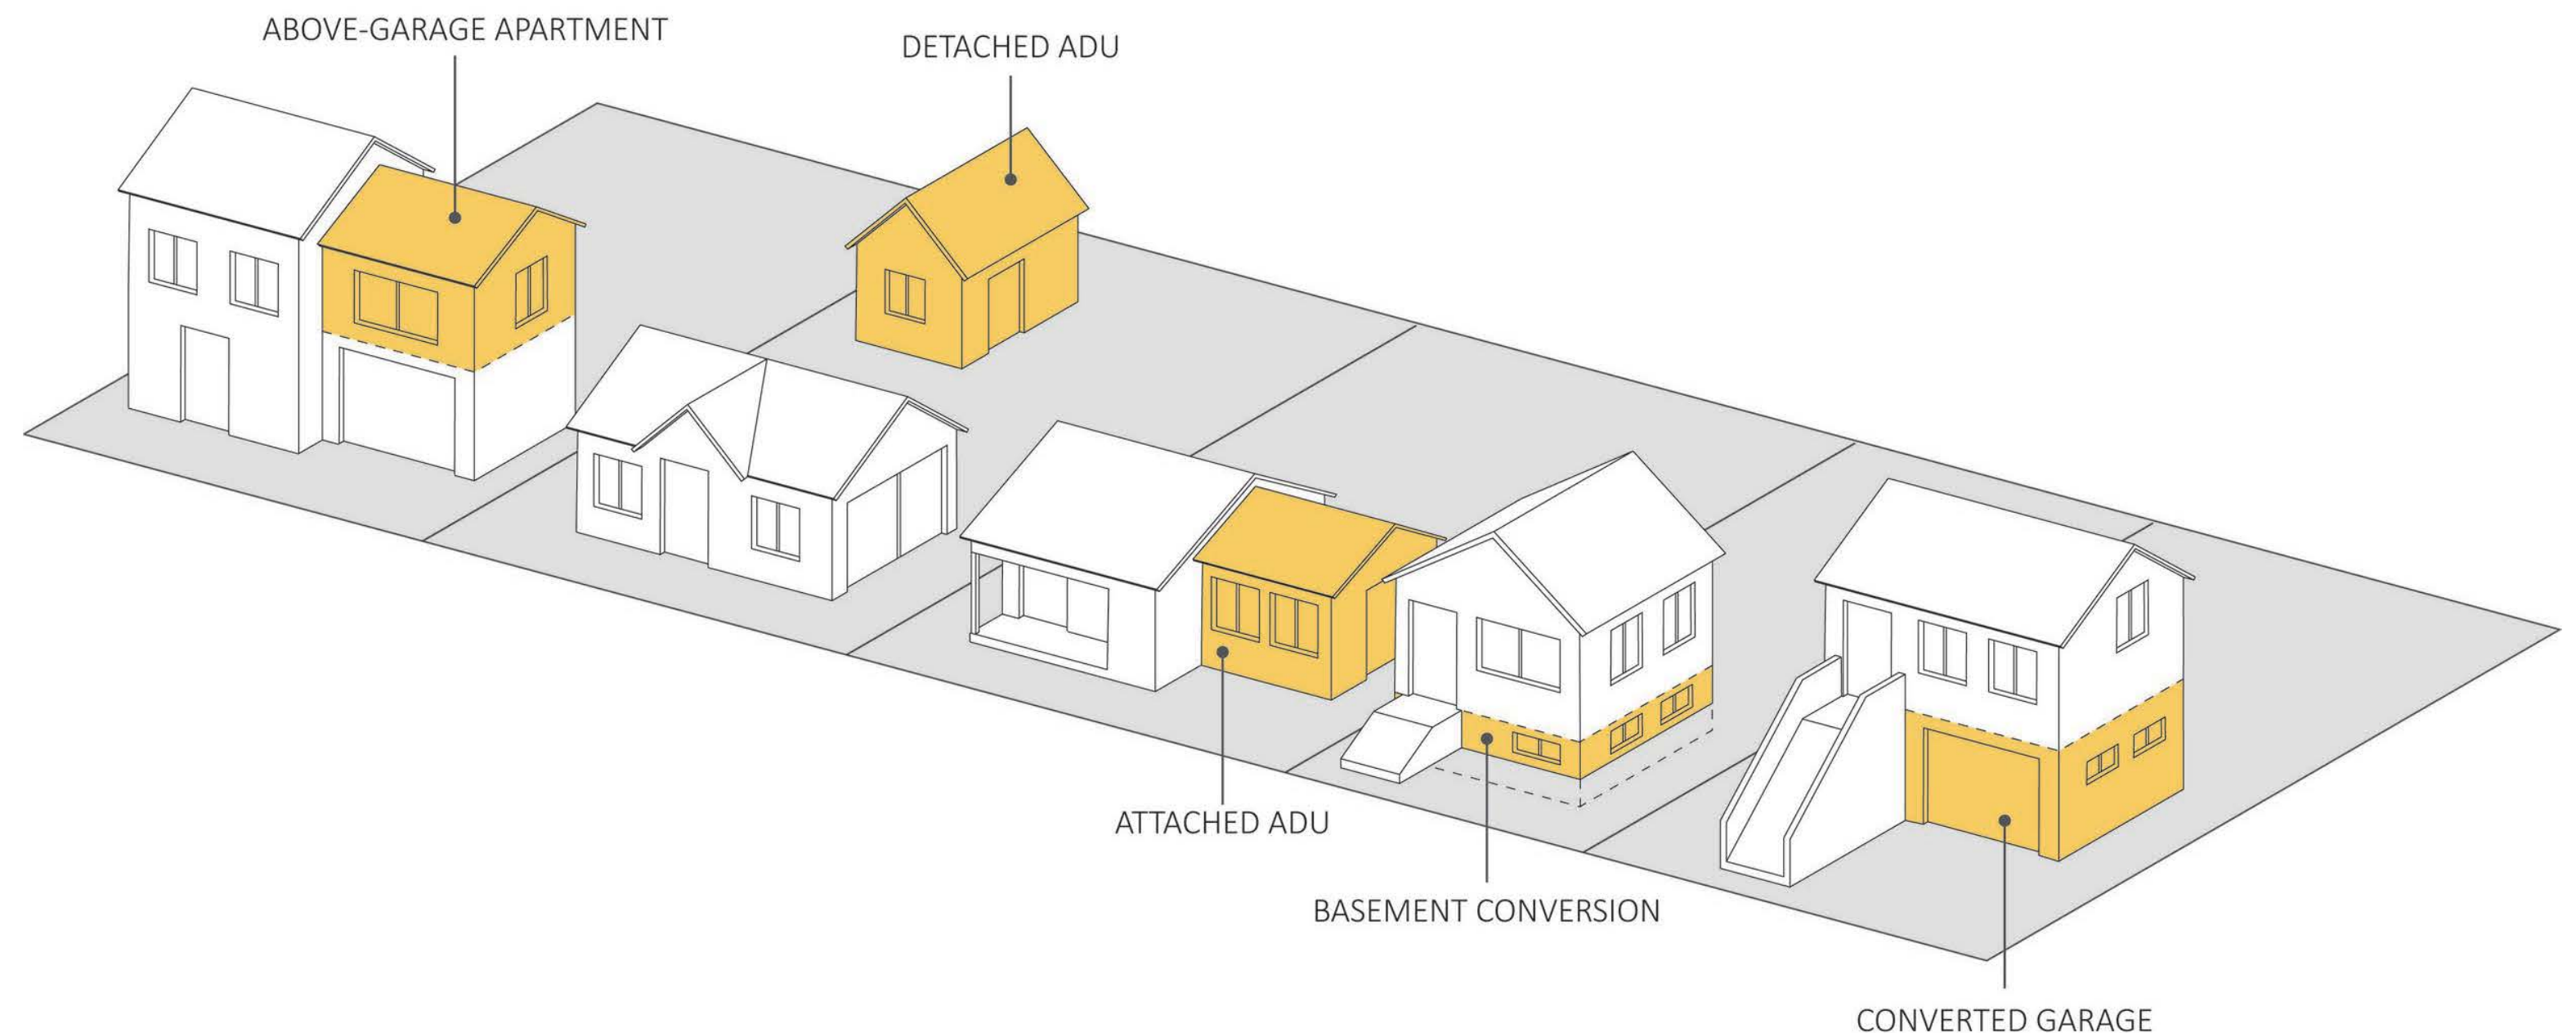 ABOVE-GARAGE APARTMENT
DETACHED ADU
ATTACHED ADU
BASEMENT CONVERSION
CONVERTED GARAGE